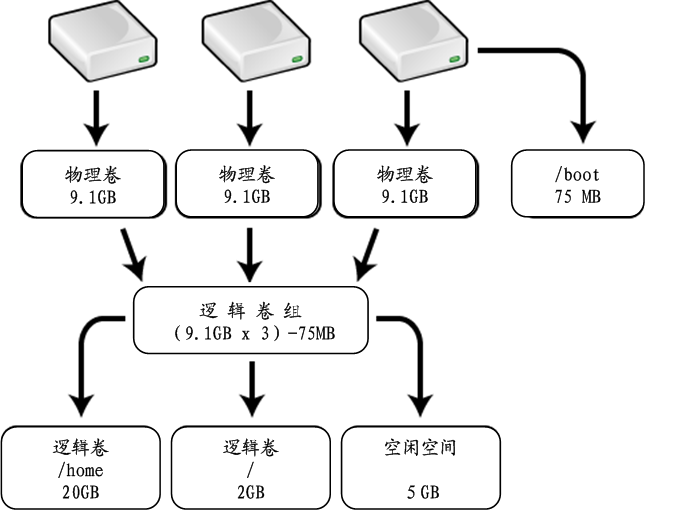 物理卷
9.1GB
物理卷
9.1GB
物理卷
9.1GB
/boot
75 MB
逻辑卷组
(9.1GB x 3)-75MB
逻辑卷
/home
20GB
逻辑卷
/
2GB
空闲空间
5GB